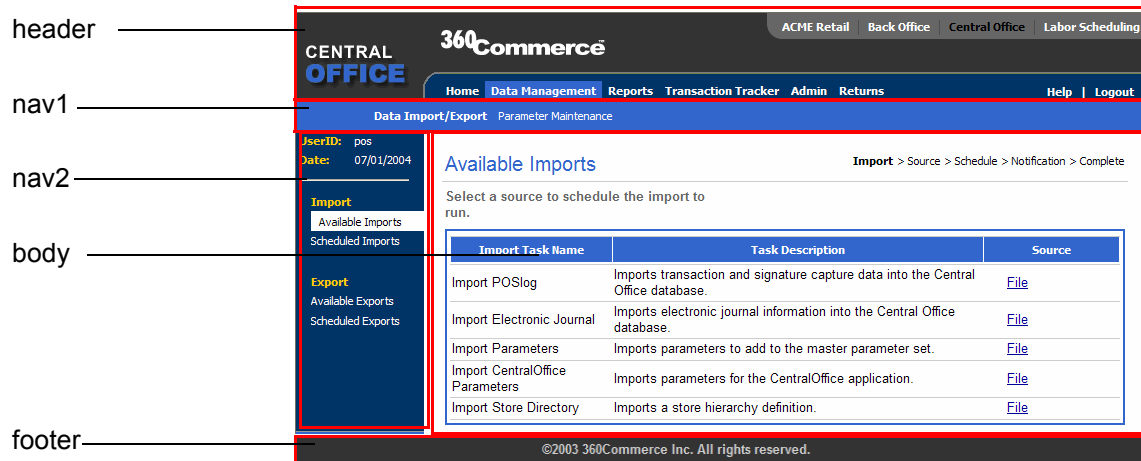 header
nav1
nav2
body
footer
CENTRAL
OFFICE
360Commerce™
ACME Retail Back Office Central Office Labor Scheduling
Home Data Management Reports Transaction Tracker Admin Returns Help | Logout
Data Import/Export Parameter Maintenance
UserID: pos
Date: 07/01/2004
Import
Available Imports
Scheduled Imports
Export
Available Exports
Scheduled Exports
Available Imports
Import > Source > Schedule > Notification > Complete
Select a source to schedule the import to
run.
Import Task Name Task Description Source
Import POSlog Imports transaction and signature capture data into the Central
Office database. File
Import Electronic Journal Imports electronic journal information into the Central Office
database. File
Import Parameters Imports parameters to add to the master parameter set. File
Import CentralOffice
Parameters Imports parameters for the CentralOffice application. File
Import Store Directory Imports a store hierarchy definition. File
©2003 360Commerce Inc. All rights reserved.